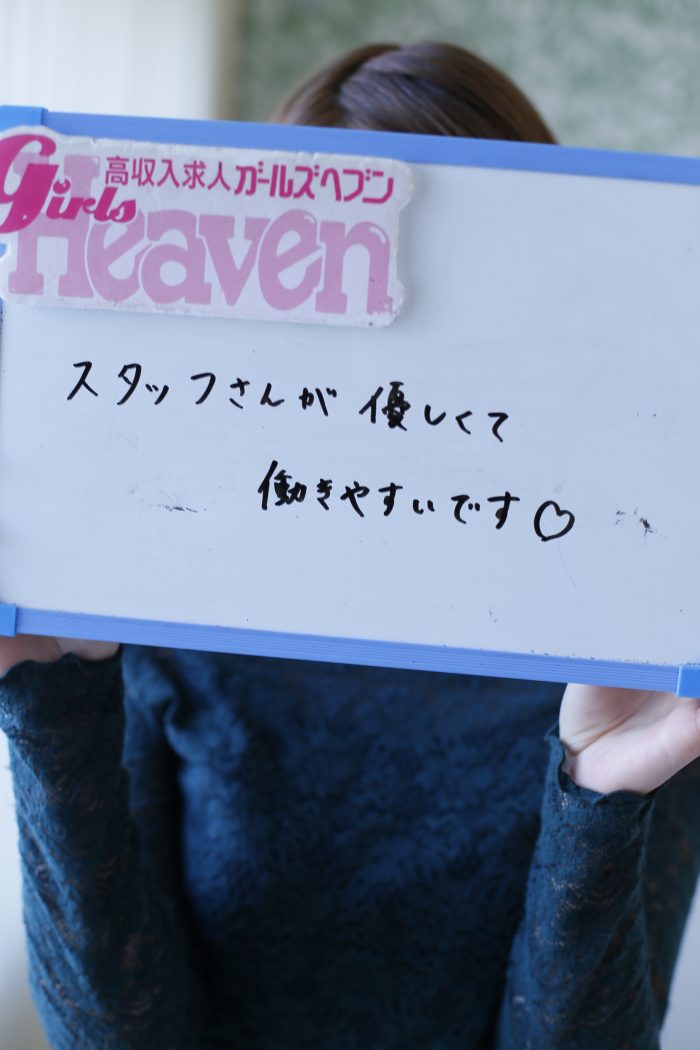 高収入求人ガールズヘブン
Girls
Heaven
スタッフさんが 優しくて
働きやすいです♡